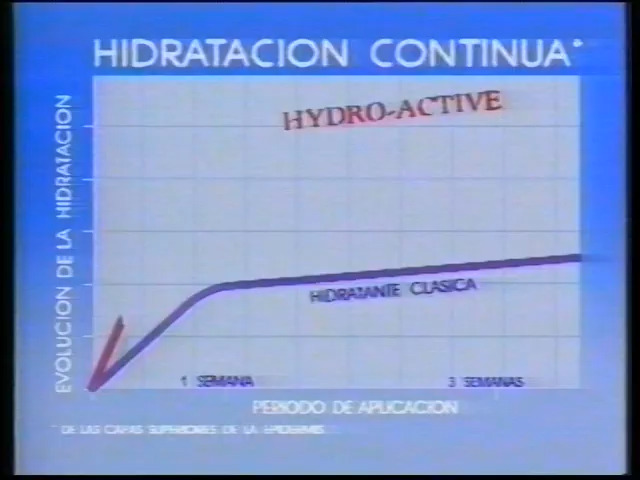 HIDRATACION CONTINUA*
HYDRO-ACTIVE
EVOLUCION DE LA HIDRATACION
HIDRATANTE CLASICA
1 SEMANA
3 SEMANAS
PERIODO DE APLICACION
* DE LAS CAPAS SUPERIORES DE LA EPIDERMIS